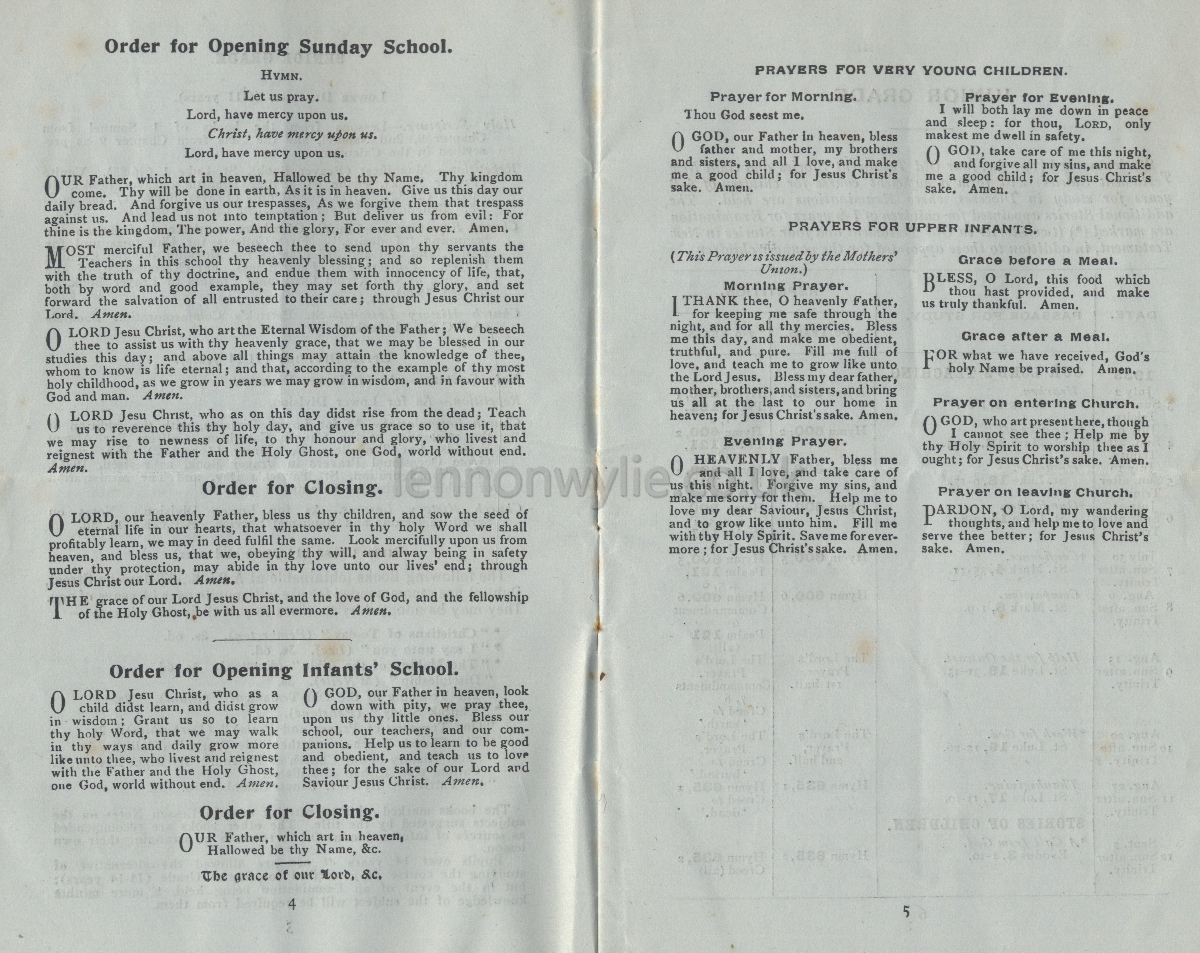 Order for Opening Sunday School.
HYMN.
Let us pray.
Lord, have mercy upon us.
Christ, have mercy upon us.
Lord, have mercy upon us.
OUR Father, which art in heaven, Hallowed be thy Name. Thy kingdom
come. Thy will be done in earth, As it is in heaven. Give us this day our
daily bread. And forgive us our trespasses, As we forgive them that trespass
against us. And lead us not into temptation; But deliver us from evil: For
thine is the kingdom, The power, And the glory, For ever and ever. Amen.
MOST merciful Father, we beseech thee to send upon thy servants the
Teachers in this school thy heavenly blessing; and so replenish them
with the truth of thy doctrine, and endue them with innocency of life, that,
both by word and good example, they may set forth thy glory, and set
forward the salvation of all entrusted to their care; through Jesus Christ our
Lord. Amen.
O LORD Jesu Christ, who art the Eternal Wisdom of the Father; We beseech
thee to assist us with thy heavenly grace, that we may be blessed in our
studies this day; and above all things may attain the knowledge of thee,
whom to know is life eternal; and that, according to the example of thy most
holy childhood, as we grow in years we may grow in wisdom, and in favour with
God and man. Amen.
O LORD Jesu Christ, who as on this day didst rise from the dead; Teach
us to reverence this thy holy day, and give us grace so to use it, that
we may rise to newness of life, to thy honour and glory, who livest and
reignest with the Father and the Holy Ghost, one God, world without end.
Amen.
Order for Closing.
O LORD, our heavenly Father, bless us thy children, and sow the seed of
eternal life in our hearts, that whatsoever in thy holy Word we shall
profitably learn, we may in deed fulfil the same. Look mercifully upon us from
heaven, and bless us, that we, obeying thy will, and alway being in safety
under thy protection, may abide in thy love unto our lives' end; through
Jesus Christ our Lord. Amen.
THE grace of our Lord Jesus Christ, and the love of God, and the fellowship
of the Holy Ghost, be with us all evermore. Amen.
Order for Opening Infants' School.
O LORD Jesu Christ, who as a
child didst learn, and didst grow
in wisdom; Grant us so to learn
thy holy Word, that we may walk
in thy ways and daily grow more
like unto thee, who livest and reignest
with the Father and the Holy Ghost,
one God, world without end. Amen.
O GOD, our Father in heaven, look
down with pity, we pray thee,
upon us thy little ones. Bless our
school, our teachers, and our com-
panions. Help us to learn to be good
and obedient, and teach us to love
thee; for the sake of our Lord and
Saviour Jesus Christ. Amen.
Order for Closing.
OUR Father, which art in heaven,
Hallowed be thy Name, &c.
The grace of our Lord, &c.
4
PRAYERS FOR VERY YOUNG CHILDREN.
Prayer for Morning.
Thou God seest me.
O GOD, our Father in heaven, bless
father and mother, my brothers
and sisters, and all I love, and make
me a good child; for Jesus Christ's
sake. Amen.
Prayer for Evening.
I will both lay me down in peace
and sleep: for thou, LORD, only
makest me dwell in safety.
O GOD, take care of me this night,
and forgive all my sins, and make
me a good child; for Jesus Christ's
sake. Amen.
PRAYERS FOR UPPER INFANTS.
(This Prayer is issued by the Mothers'
Union.)
Morning Prayer.
I THANK thee, O heavenly Father,
for keeping me safe through the
night, and for all thy mercies. Bless
me this day, and make me obedient,
truthful, and pure. Fill me full of
love, and teach me to grow like unto
the Lord Jesus. Bless my dear father,
mother, brothers, and sisters, and bring
us all at the last to our home in
heaven; for Jesus Christ's sake. Amen.
Evening Prayer.
O HEAVENLY Father, bless me
and all I love, and take care of
us this night. Forgive my sins, and
make me sorry for them. Help me to
love my dear Saviour, Jesus Christ,
and to grow like unto him. Fill me
with thy Holy Spirit. Save me for ever-
more; for Jesus Christ's sake. Amen.
Grace before a Meal.
BLESS, O Lord, this food which
thou hast provided, and make
us truly thankful. Amen.
Grace after a Meal.
FOR what we have received, God's
holy Name be praised. Amen.
Prayer on entering Church.
O GOD, who art present here, though
I cannot see thee; Help me by
thy Holy Spirit to worship thee as I
ought; for Jesus Christ's sake. Amen.
Prayer on leaving Church.
PARDON, O Lord, my wandering
thoughts, and help me to love and
serve thee better; for Jesus Christ's
sake. Amen.
5